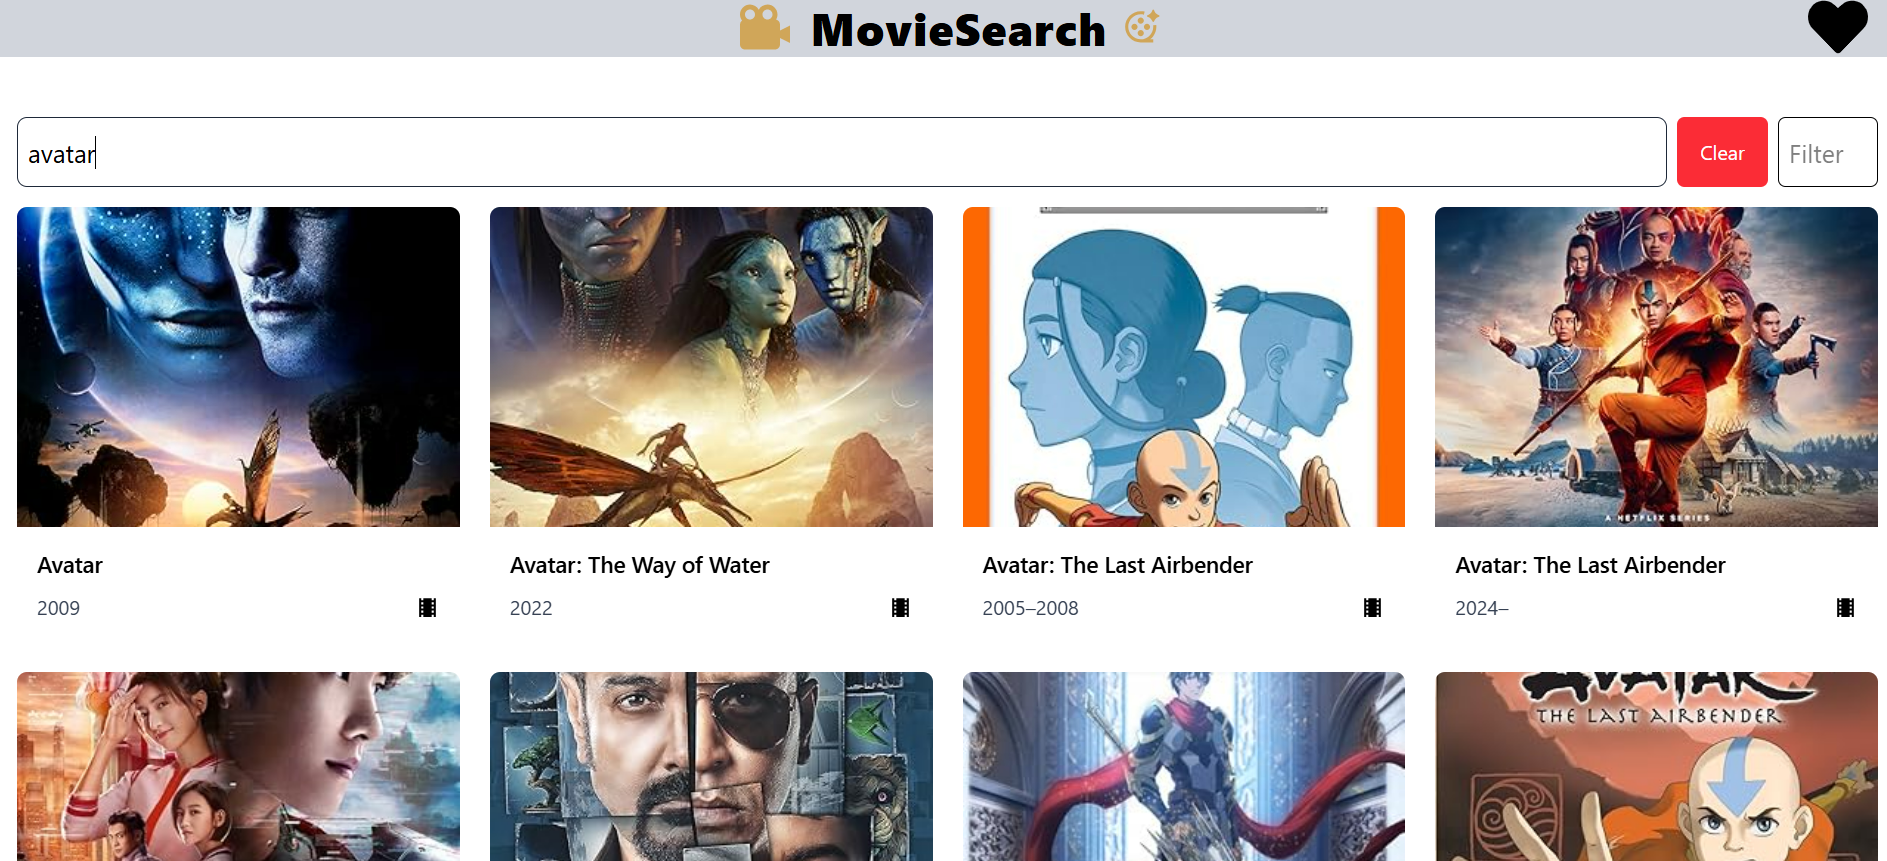 MovieSearch
avatar
Clear
Filter
A NETFLIX SERIES
Avatar
2009
Avatar: The Way of Water
2022
Avatar: The Last Airbender
2005–2008
Avatar: The Last Airbender
2024–
AVATAR
THE LAST AIRBENDER